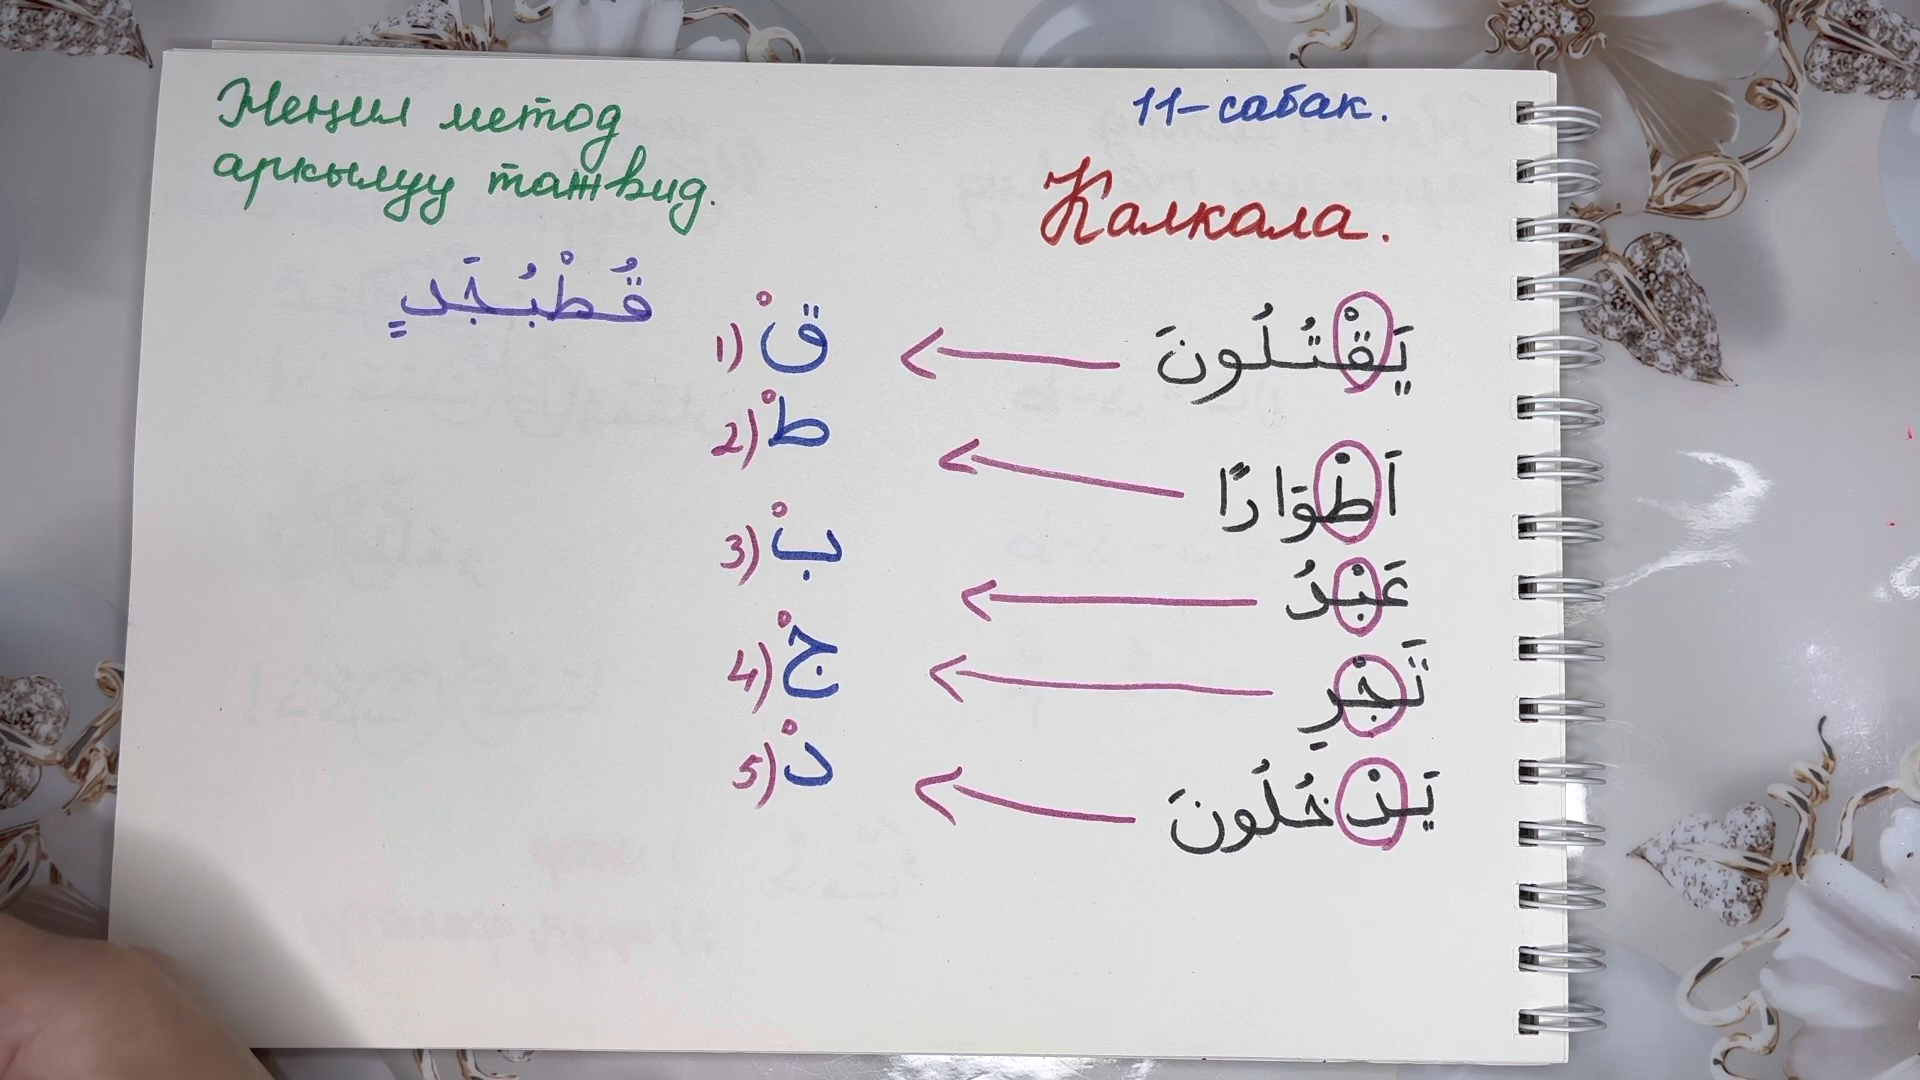 Жеңил метод
аркылуу тажвид.
11-сабак.
Калкала.
قُطْبُجَدٍ
1) قْ
يَقْتُلُونَ
2) طْ
اَطْوَارًا
3) بْ
عَبْدُ
4) جْ
تَجْرِ
5) دْ
يَدْخُلُونَ